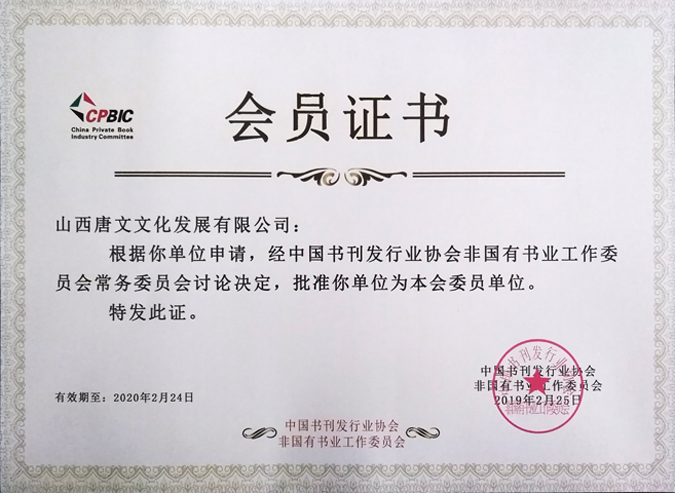 CPBIC
China Private Book
Industry Committee
会员证书
山西唐文文化发展有限公司：
根据你单位申请，经中国书刊发行业协会非国有书业工作委
员会常务委员会讨论决定，批准你单位为本会委员单位。
特发此证。
中国书刊发行业协会
非国有书业工作委员会
2019年2月25日
有效期至：2020年2月24日
中国书刊发行业协会
非国有书业工作委员会